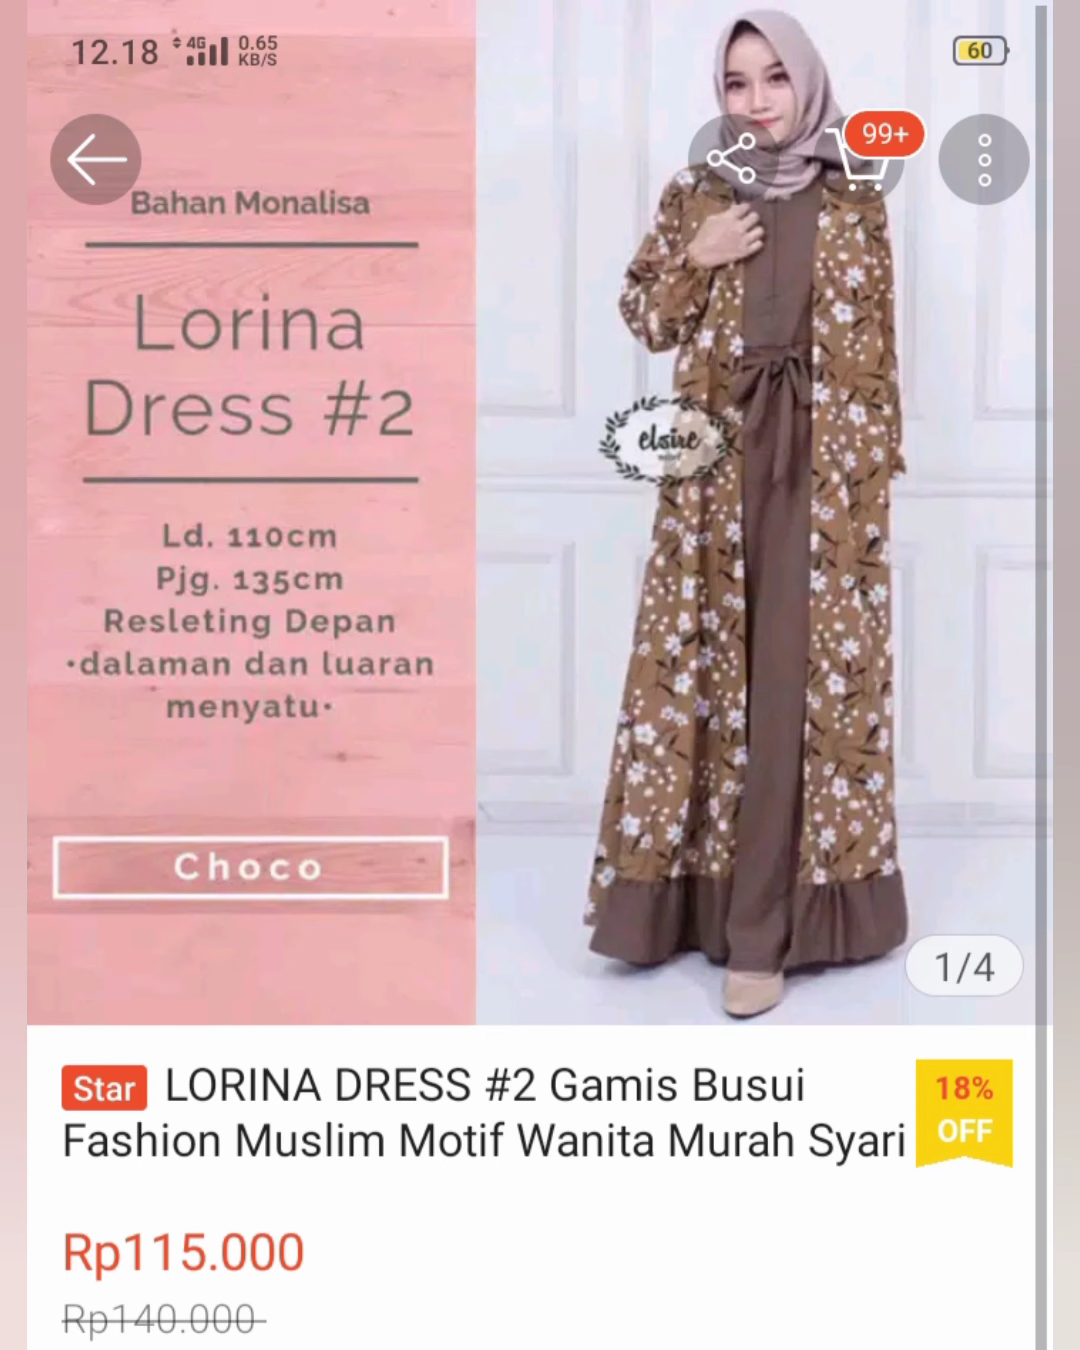 12.18 4G 0.65 KB/S 60
99+
Bahan Monalisa
Lorina
Dress #2
Ld. 110cm
Pjg. 135cm
Resleting Depan
•dalaman dan luaran
menyatu•
Choco
elsire
1/4
Star LORINA DRESS #2 Gamis Busui
Fashion Muslim Motif Wanita Murah Syari
18%
OFF
Rp115.000
Rp140.000